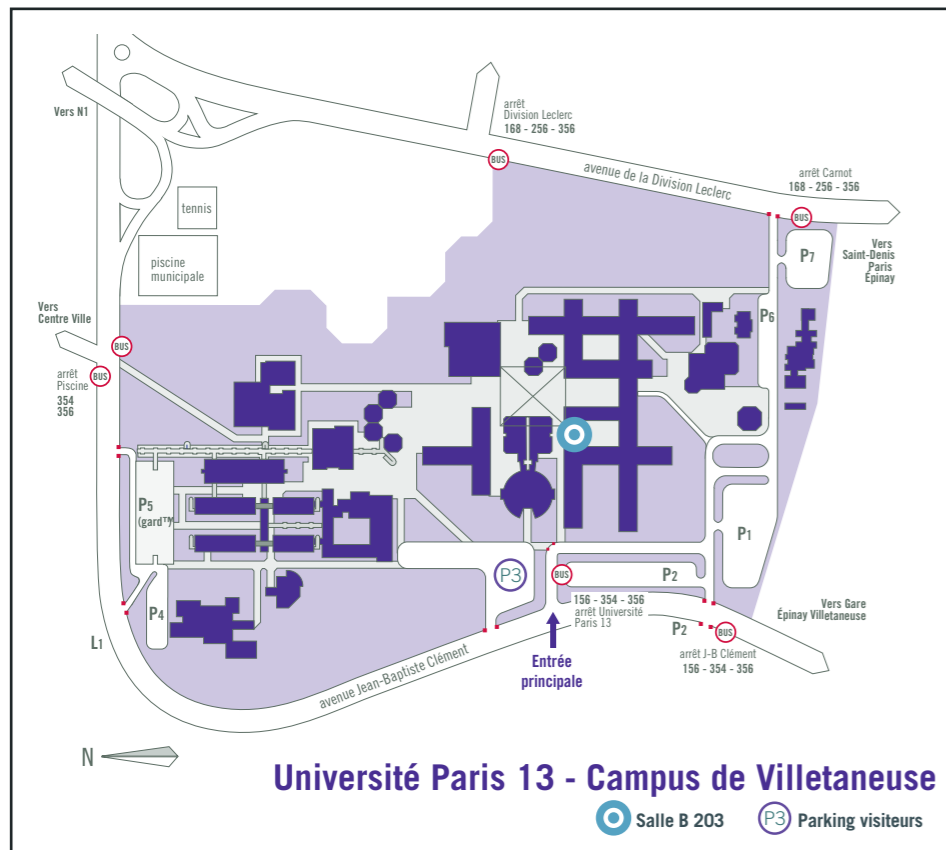 arrêt
Division Leclerc
168 - 256 - 356
Vers N1
BUS
avenue de la Division Leclerc
arrêt Carnot
168 - 256 - 356
BUS
tennis
P7
Vers
Saint-Denis
Paris
Épinay
piscine
municipale
Vers
Centre Ville
P6
BUS
BUS
arrêt
Piscine
354
356
P5
(gard™)
P1
P3
BUS
P2
P4
156 - 354 - 356
arrêt Université
Paris 13
Vers Gare
Épinay Villetaneuse
P2
BUS
L1
arrêt J-B Clément
156 - 354 - 356
Entrée
principale
avenue Jean-Baptiste Clément
N
Université Paris 13 - Campus de Villetaneuse
Salle B 203
P3 Parking visiteurs